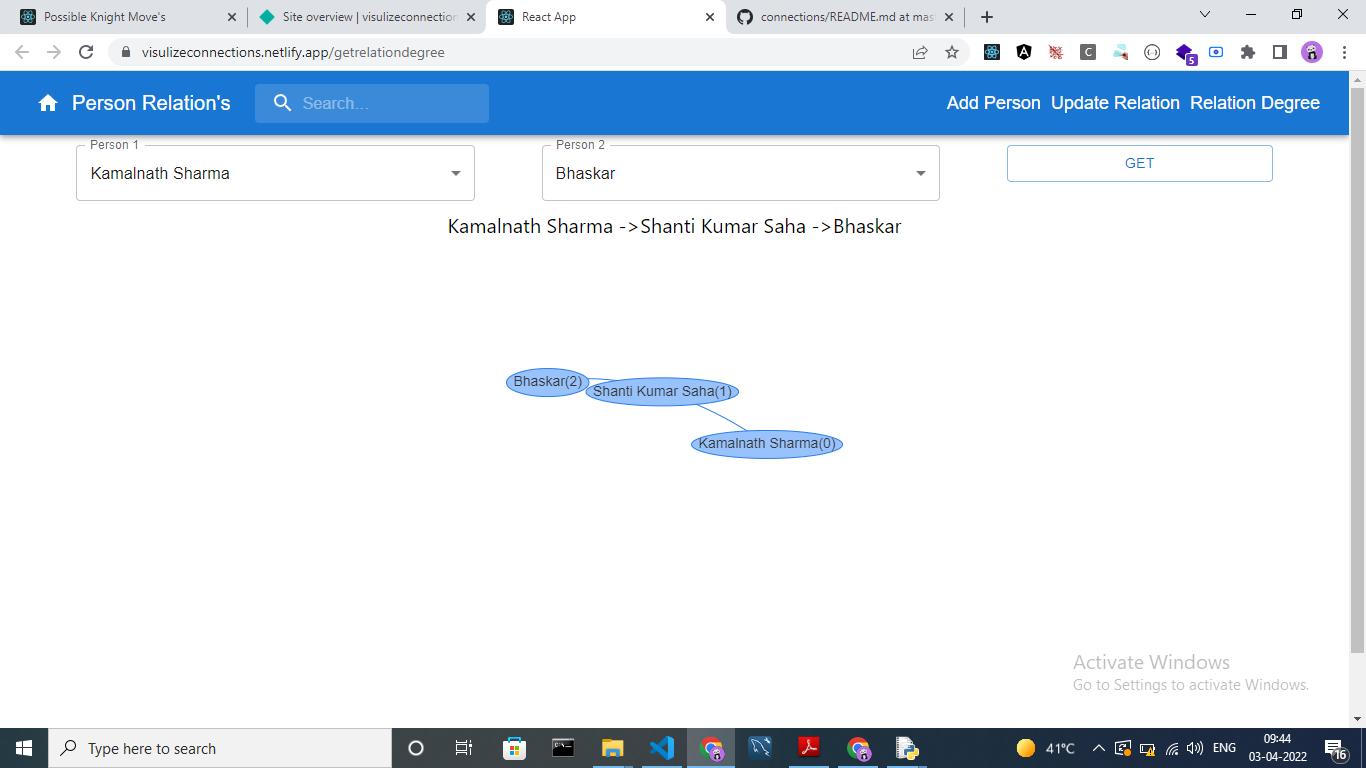 Possible Knight Move's
Site overview | visulizeconnection
React App
connections/README.md at mas
visulizeconnections.netlify.app/getrelationdegree
C
5
Person Relation's
Search...
Add Person Update Relation Relation Degree
Person 1
Kamalnath Sharma
Person 2
Bhaskar
GET
Kamalnath Sharma ->Shanti Kumar Saha ->Bhaskar
Bhaskar(2)
Shanti Kumar Saha(1)
Kamalnath Sharma(0)
Activate Windows
Go to Settings to activate Windows.
Type here to search
41°C
ENG
09:44
03-04-2022
16